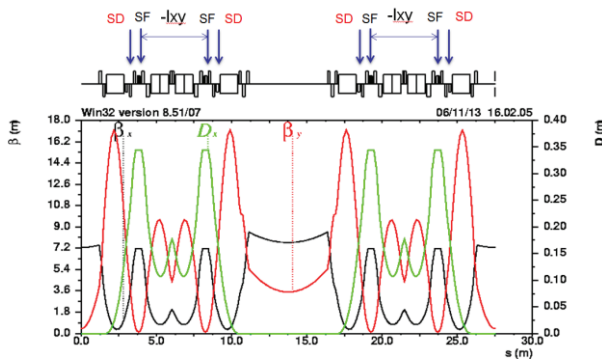 SD SF -Ixy SF SD SD SF -Ixy SF SD
Win32 version 8.51/07 06/11/13 16.02.05
β (m)
18.0
16.2
14.4
12.6
10.8
9.0
7.2
5.4
3.6
1.8
0.0
βx Dx βy
0.0 5.0 10.0 15.0 20.0 25.0 30.0
s (m)
D (m)
0.40
0.35
0.30
0.25
0.20
0.15
0.10
0.05
0.00